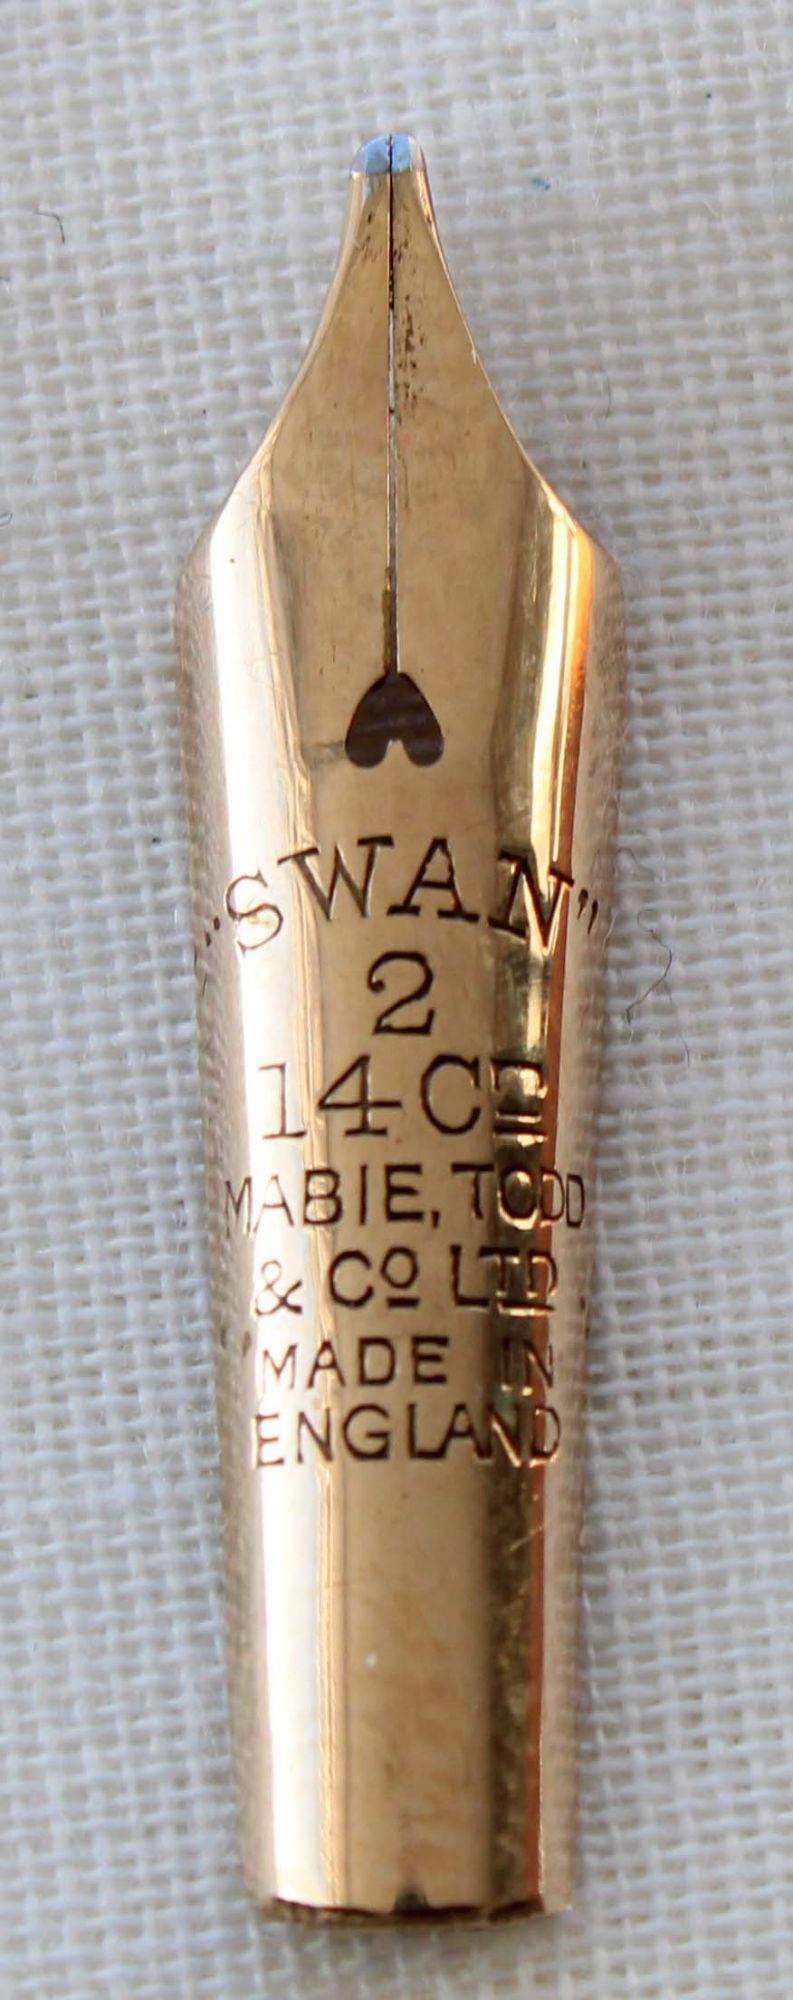 "SWAN"
2
14CT
MABIE, TODD
& Co LTD
MADE IN
ENGLAND